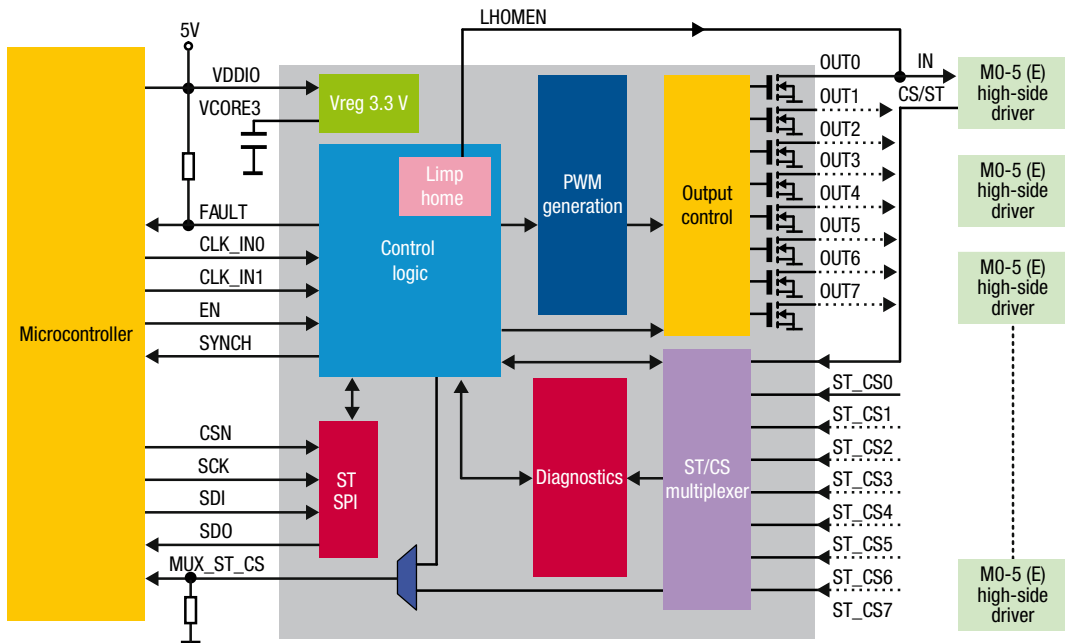 LHOMEN
5V
VDDIO
VCORE3
Vreg 3.3 V
OUT0
IN
CS/ST
M0-5 (E)
high-side
driver
OUT1
OUT2
OUT3
OUT4
OUT5
OUT6
OUT7
Limp
home
PWM
generation
Output
control
M0-5 (E)
high-side
driver
FAULT
CLK_IN0
Control
logic
CLK_IN1
EN
SYNCH
Microcontroller
M0-5 (E)
high-side
driver
CSN
SCK
SDI
SDO
MUX_ST_CS
ST
SPI
Diagnostics
ST/CS
multiplexer
ST_CS0
ST_CS1
ST_CS2
ST_CS3
ST_CS4
ST_CS5
ST_CS6
ST_CS7
M0-5 (E)
high-side
driver